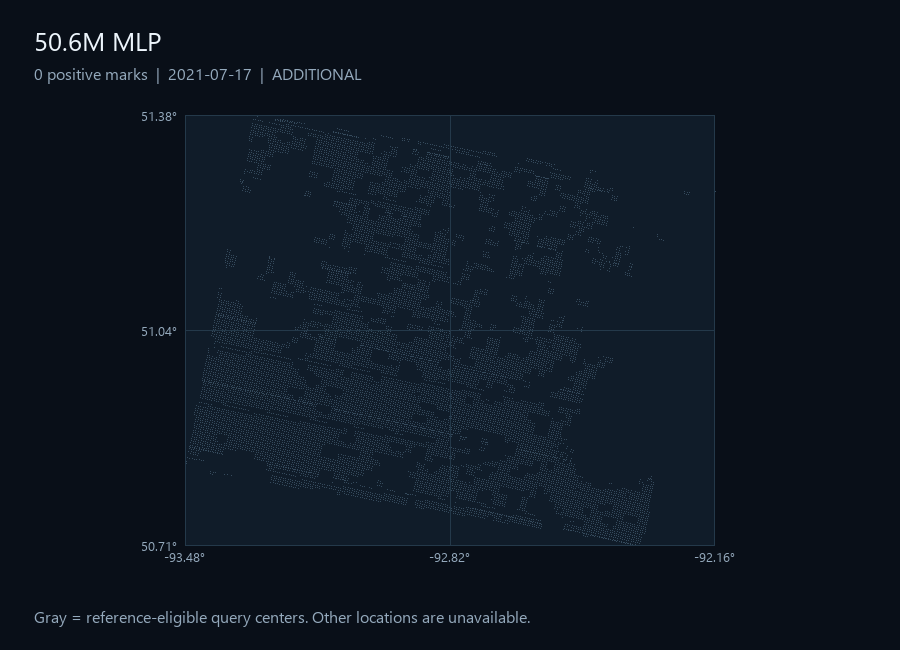 50.6M MLP
0 positive marks | 2021-07-17 | ADDITIONAL
51.38°
51.04°
50.71°
-93.48°
-92.82°
-92.16°
Gray = reference-eligible query centers. Other locations are unavailable.